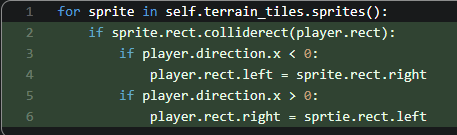 1 for sprite in self.terrain_tiles.sprites():
2     if sprite.rect.colliderect(player.rect):
3         if player.direction.x < 0:
4             player.rect.left = sprite.rect.right
5         if player.direction.x > 0:
6             player.rect.right = sprtie.rect.left